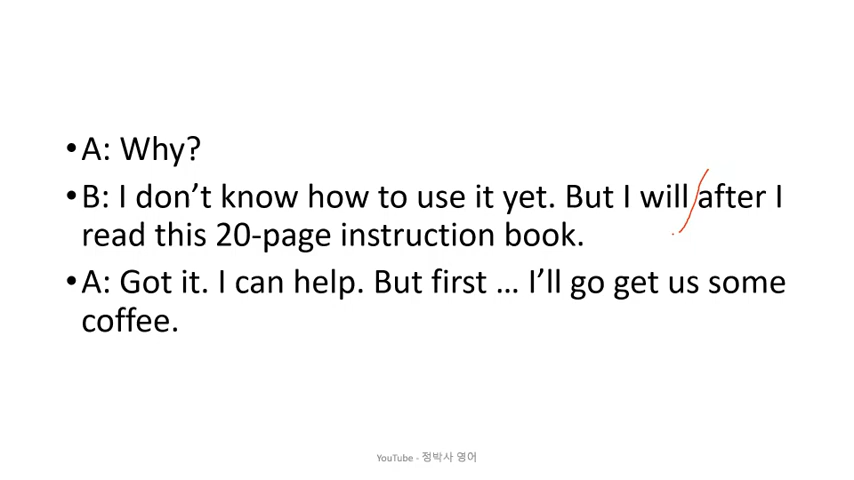 •A: Why?
•B: I don’t know how to use it yet. But I will after I
read this 20-page instruction book.
•A: Got it. I can help. But first … I’ll go get us some
coffee.
YouTube - 정박사 영어